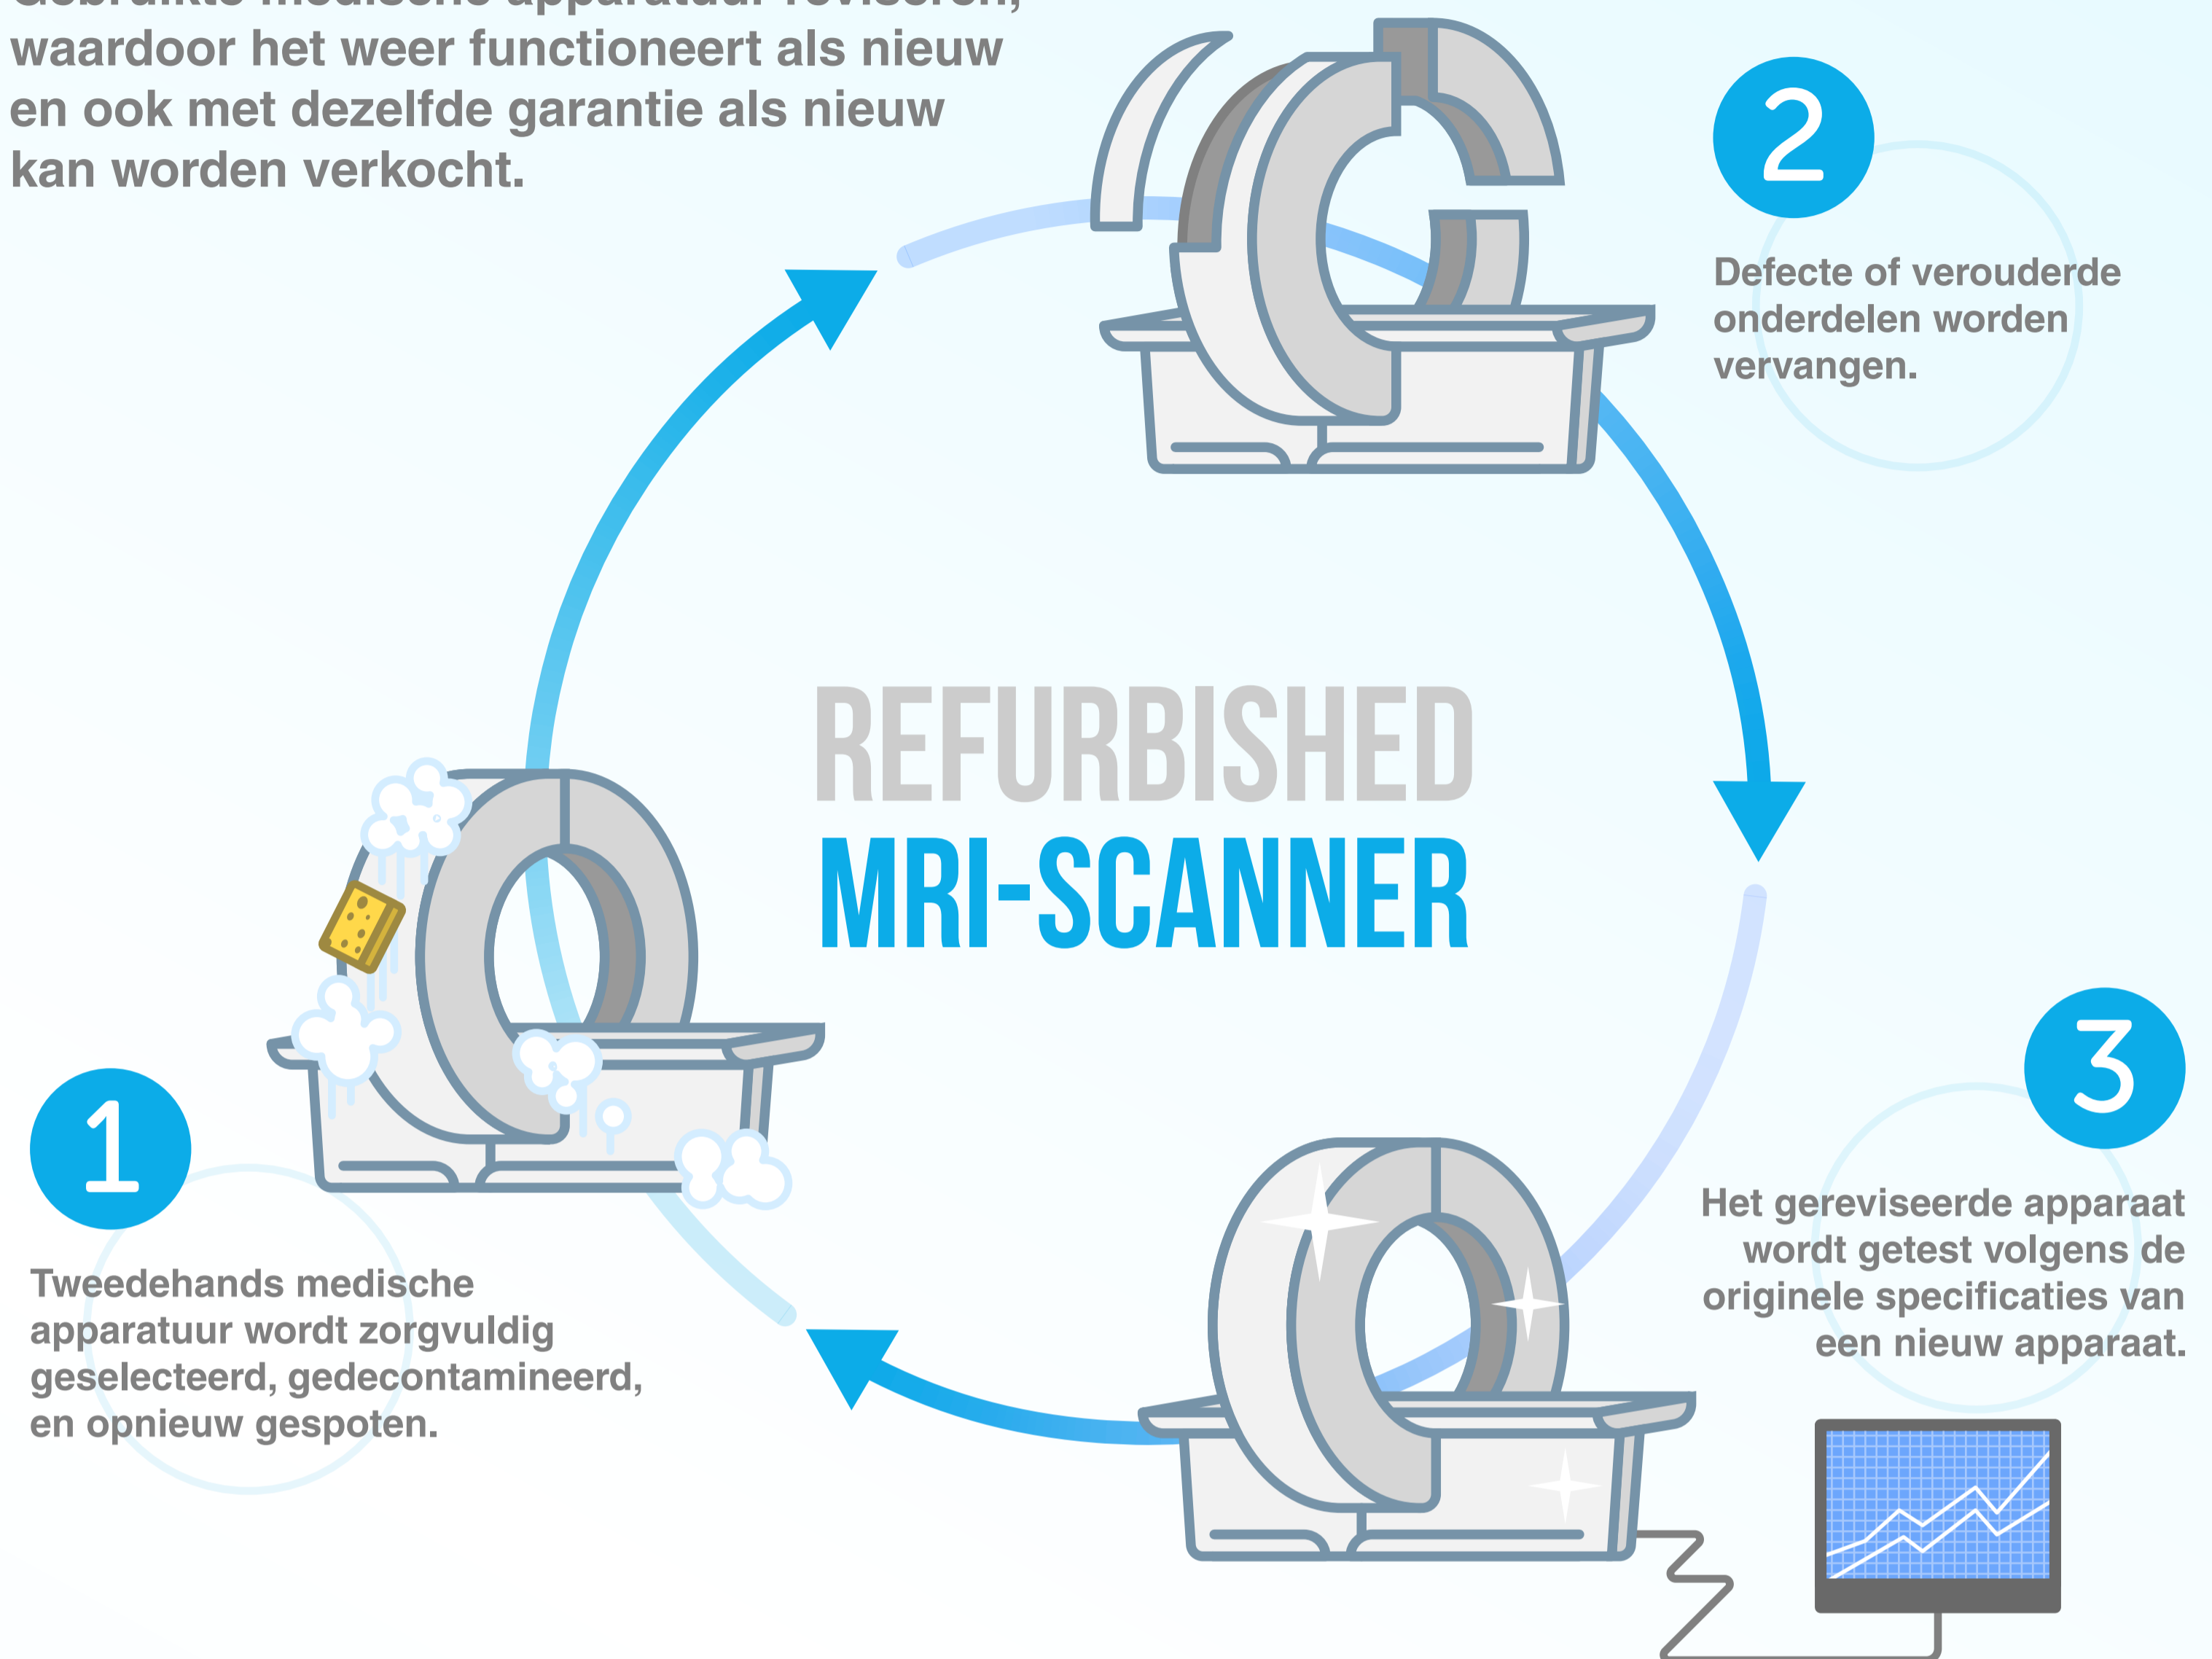 waardoor het weer functioneert als nieuw
en ook met dezelfde garantie als nieuw
kan woden verkocht.
2
Defecte of verouderde
onderdelen worden
vervangen.
REFURBISHED
MRI-SCANNER
1
Tweedehands medische
apparatuur wordt zorgvuldig
geselecteerd, gedecontamineerd,
en opnieuw gespoten.
3
Het gereviseerde apparaat
wordt getest volgens de
originele specificaties van
een nieuw apparaat.